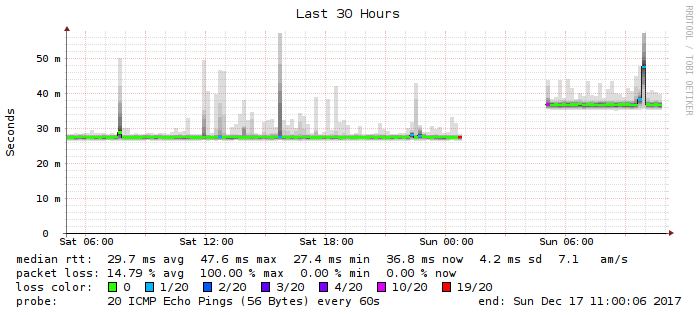 Last 30 Hours
RRDTOOL / TOBI OETIKER
Seconds
50 m
40 m
30 m
20 m
10 m
0
Sat 06:00 Sat 12:00 Sat 18:00 Sun 00:00 Sun 06:00
median rtt: 29.7 ms avg 47.6 ms max 27.4 ms min 36.8 ms now 4.2 ms sd 7.1 am/s
packet loss: 14.79 % avg 100.00 % max 0.00 % min 0.00 % now
loss color: 0 1/20 2/20 3/20 4/20 10/20 19/20
probe: 20 ICMP Echo Pings (56 Bytes) every 60s end: Sun Dec 17 11:00:06 2017